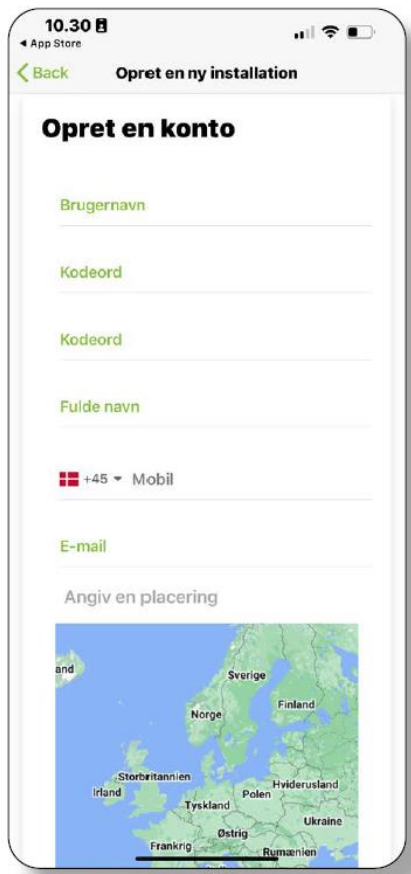 10.30
App Store
Back
Opret en ny installation
Opret en konto
Brugernavn
Kodeord
Kodeord
Fulde navn
+45 Mobil
E-mail
Angiv en placering
and
Sverige
Finland
Norge
Storbritannien
Irland
Hviderusland
Polen
Tyskland
Ukraine
Østrig
Frankrig
Rumænien